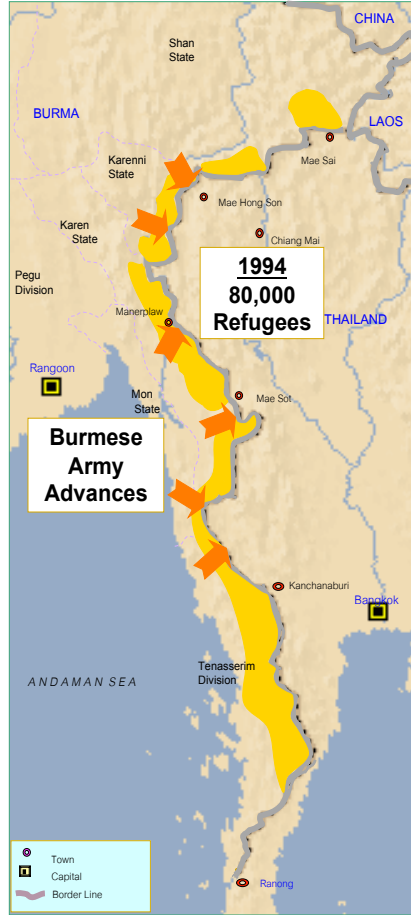 CHINA
Shan
State
BURMA
LAOS
Karenni
State
Mae Sai
Mae Hong Son
Karen
State
Chiang Mai
1994
80,000
Refugees
Pegu
Division
Manerplaw
THAILAND
Rangoon
Mon
State
Mae Sot
Burmese
Army
Advances
Kanchanaburi
Bangkok
Tenasserim
Division
ANDAMAN SEA
Town
Capital
Border Line
Ranong